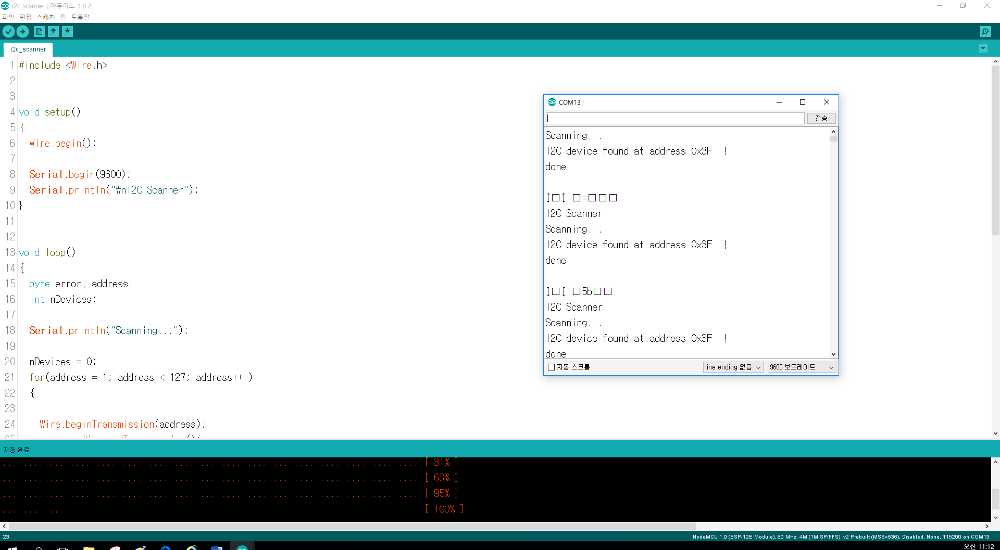 i2c_scanner | 아두이노 1.8.2
파일 편집 스케치 툴 도움말
i2c_scanner
1 #include <Wire.h>
2
3
4 void setup()
5 {
6 Wire.begin();
7
8 Serial.begin(9600);
9 Serial.println("₩nI2C Scanner");
10 }
11
12
13 void loop()
14 {
15 byte error, address;
16 int nDevices;
17
18 Serial.println("Scanning...");
19
20 nDevices = 0;
21 for(address = 1; address < 127; address++ )
22 {
23
24 Wire.beginTransmission(address);
COM13
전송
Scanning...
I2C device found at address 0x3F !
done
↕□↕ □=□□□
I2C Scanner
Scanning...
I2C device found at address 0x3F !
done
↕□↕ □5b□□
I2C Scanner
Scanning...
I2C device found at address 0x3F !
done
자동 스크롤
line ending 없음
9600 보드레이트
저장 완료.
................................................................................ [ 31% ]
................................................................................ [ 63% ]
................................................................................ [ 95% ]
........... [ 100% ]
23
NodeMCU 1.0 (ESP-12E Module), 80 MHz, 4M (1M SPIFFS), v2 Prebuilt (MSS=536), Disabled, None, 115200 on COM13
오전 11:12